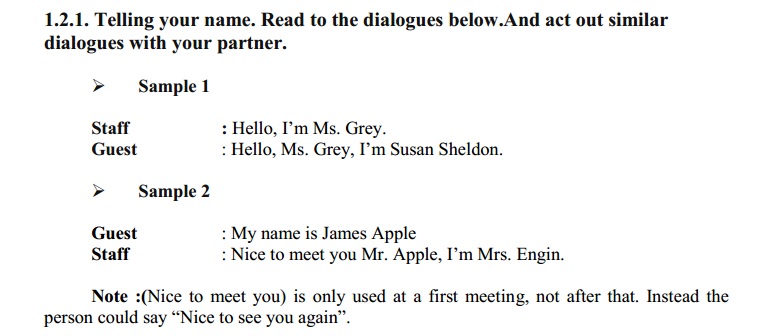 1.2.1. Telling your name. Read to the dialogues below.And act out similar
dialogues with your partner.
➢ Sample 1
Staff : Hello, I’m Ms. Grey.
Guest : Hello, Ms. Grey, I’m Susan Sheldon.
➢ Sample 2
Guest : My name is James Apple
Staff : Nice to meet you Mr. Apple, I’m Mrs. Engin.
Note :(Nice to meet you) is only used at a first meeting, not after that. Instead the
person could say “Nice to see you again”.